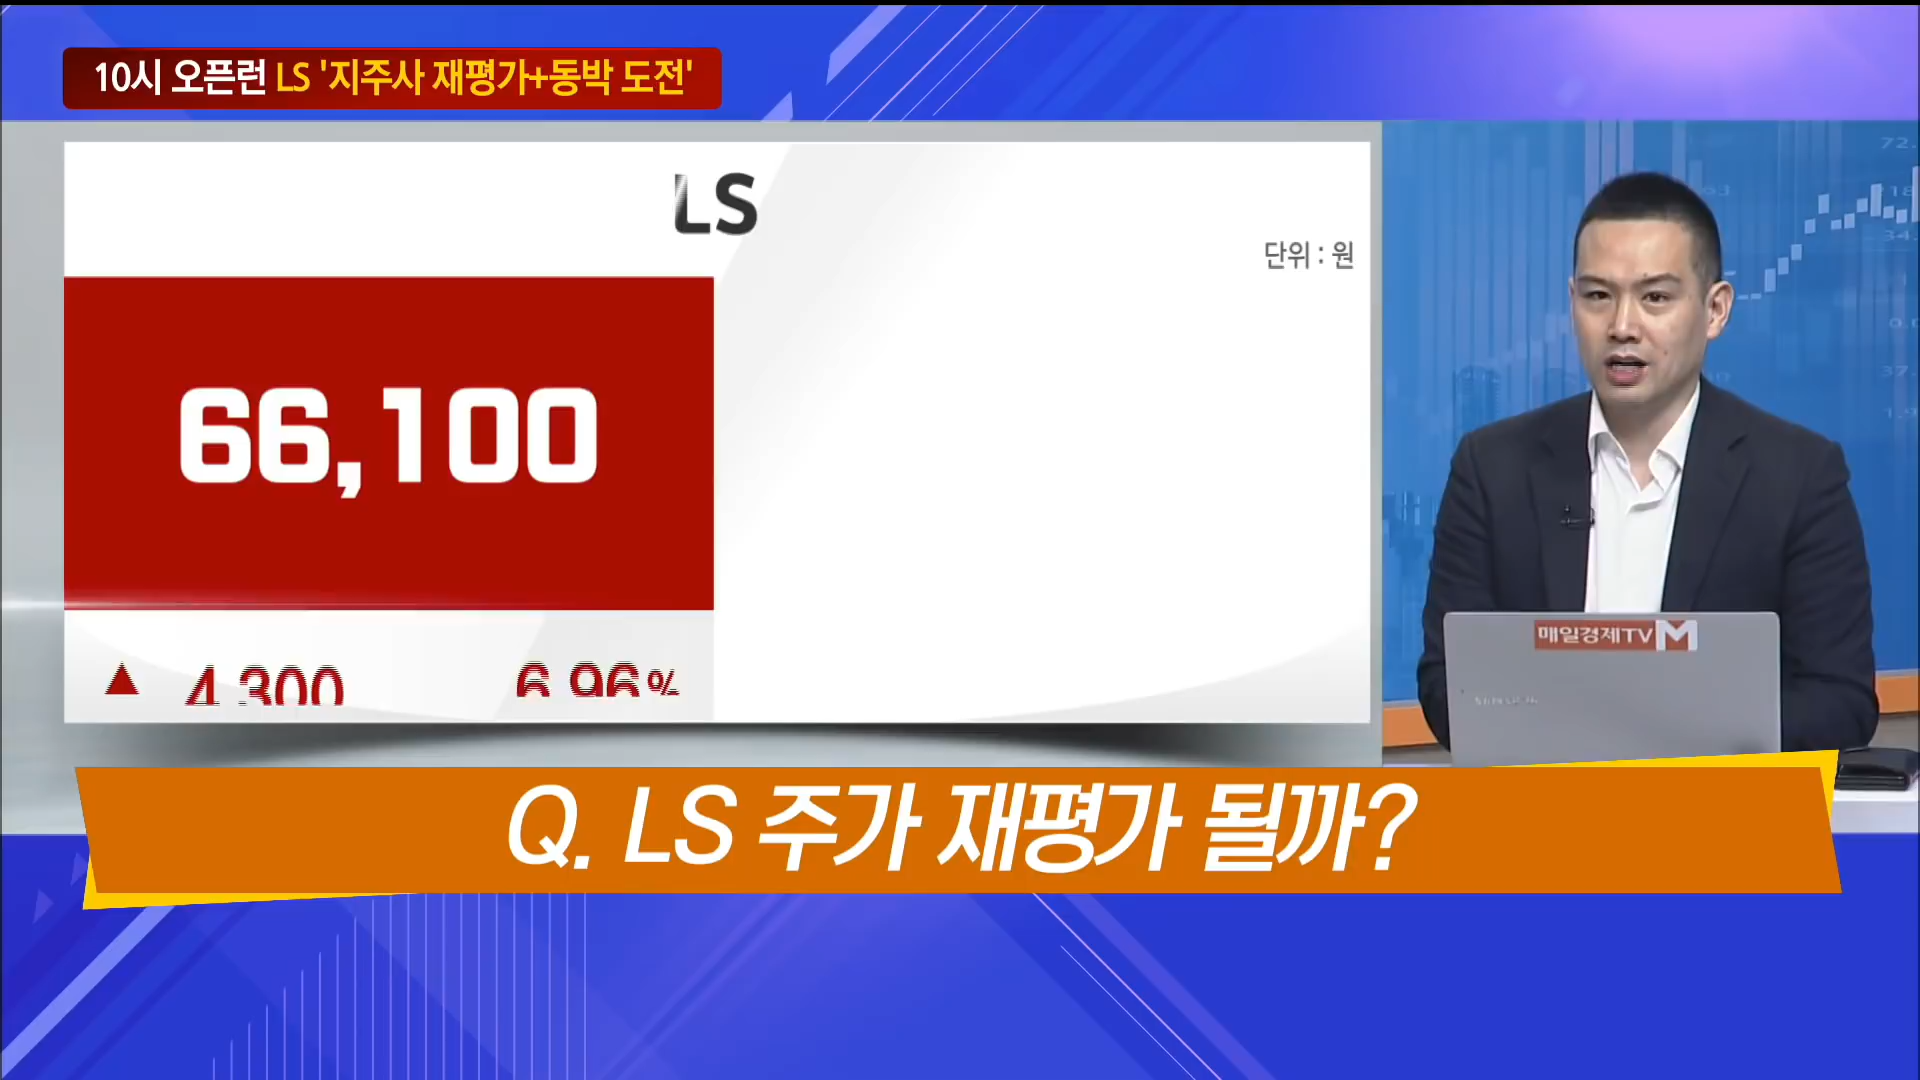 10시 오픈런 LS '지주사 재평가+동박 도전'
LS
단위 : 원
66,100
▲ 4,300 6.96%
매일경제TV M
Q. LS 주가 재평가 될까?